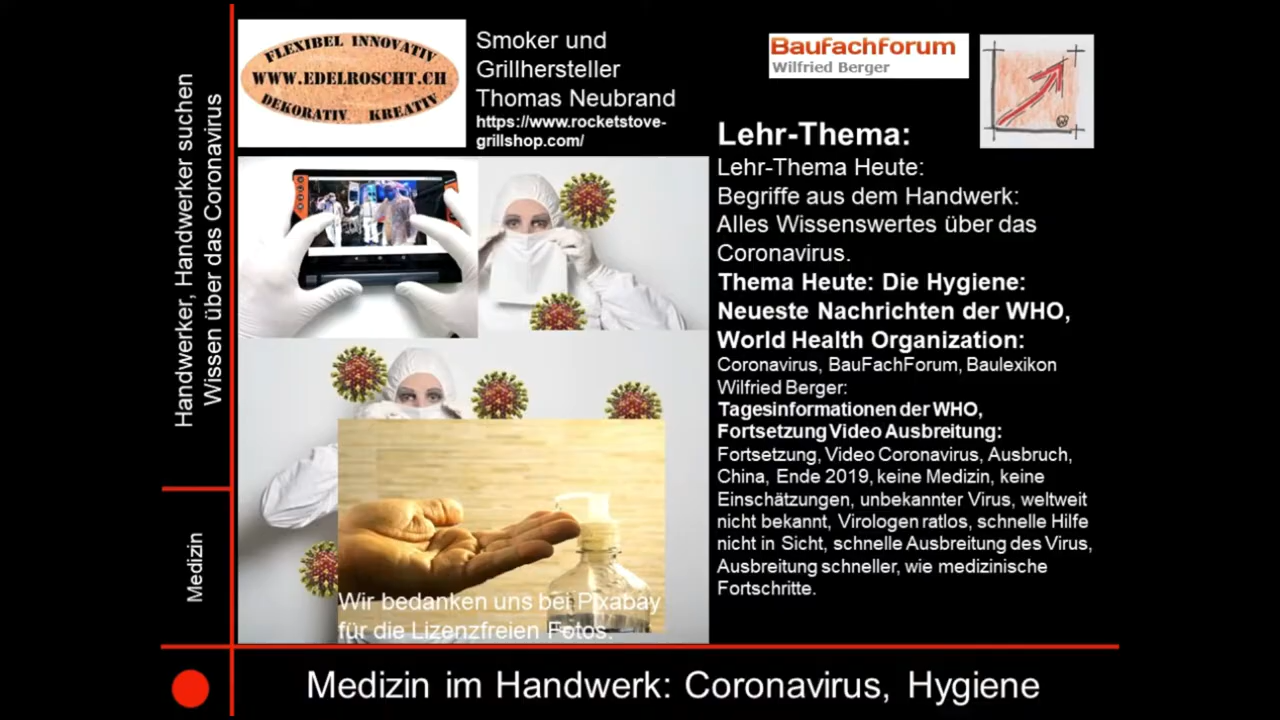 Handwerker, Handwerker suchen
Wissen über das Coronavirus
Medizin
FLEXIBEL INNOVATIV
WWW.EDELROSCHT.CH
DEKORATIV KREATIV
Smoker und
Grillhersteller
Thomas Neubrand
https://www.rocketstove-
grillshop.com/
Baufachforum
Wilfried Berger
Lehr-Thema:
Lehr-Thema Heute:
Begriffe aus dem Handwerk:
Alles Wissenswertes über das
Coronavirus.
Thema Heute: Die Hygiene:
Neueste Nachrichten der WHO,
World Health Organization:
Coronavirus, BauFachForum, Baulexikon
Wilfried Berger:
Tagesinformationen der WHO,
Fortsetzung Video Ausbreitung:
Fortsetzung, Video Coronavirus, Ausbruch,
China, Ende 2019, keine Medizin, keine
Einschätzungen, unbekannter Virus, weltweit
nicht bekannt, Virologen ratlos, schnelle Hilfe
nicht in Sicht, schnelle Ausbreitung des Virus,
Ausbreitung schneller, wie medizinische
Fortschritte.
Wir bedanken uns bei Pixabay
für die Lizenzfreien Fotos.
Medizin im Handwerk: Coronavirus, Hygiene